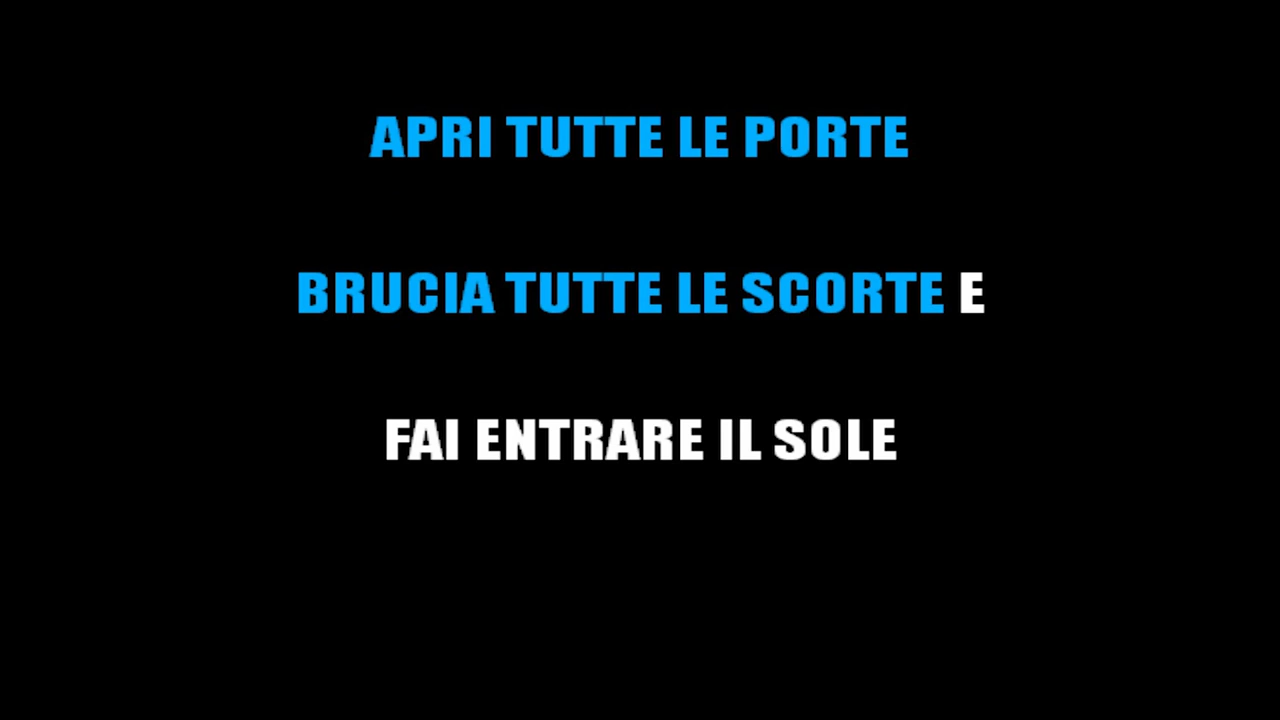 APRI TUTTE LE PORTE
BRUCIA TUTTE LE SCORTE E
FAI ENTRARE IL SOLE